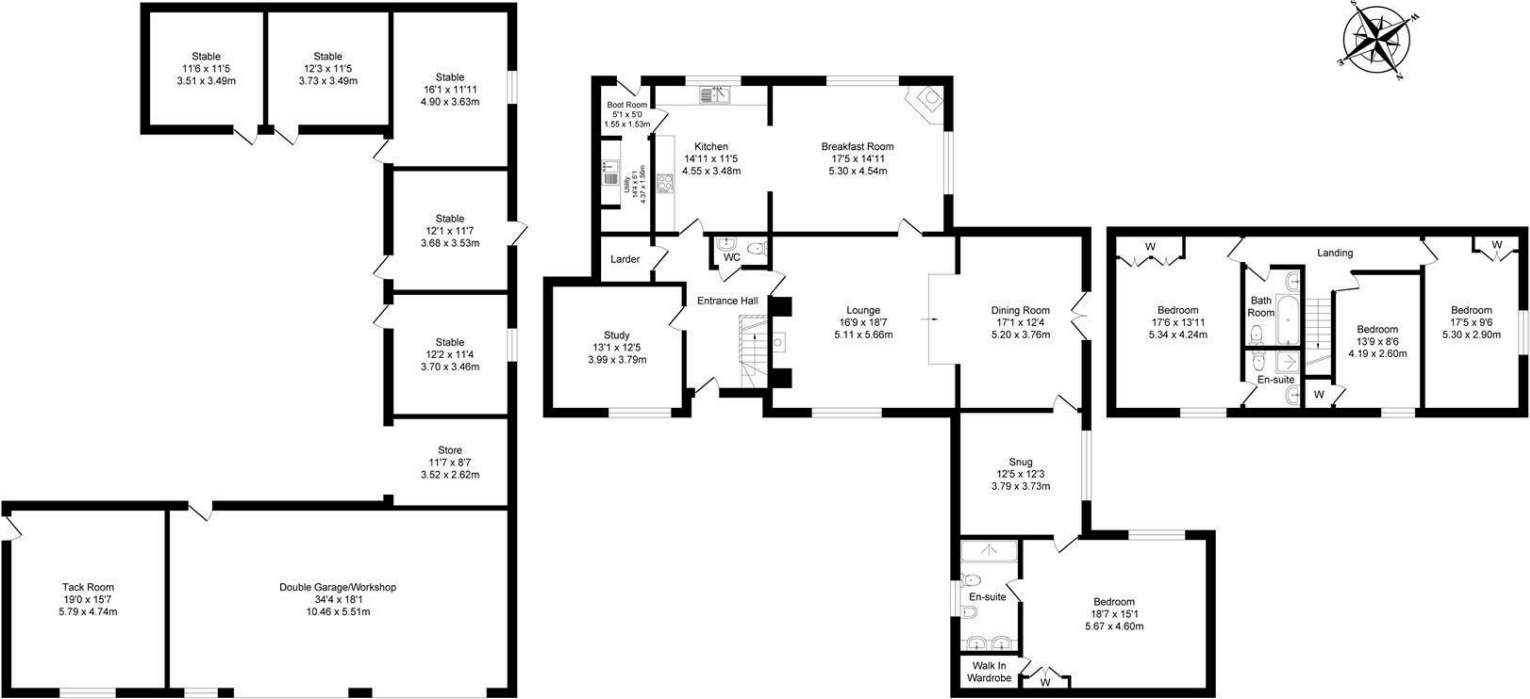 Stable
11'6 x 11'5
3.51 x 3.49m
Stable
12'3 x 11'5
3.73 x 3.49m
Stable
16'1 x 11'11
4.90 x 3.63m
Stable
12'1 x 11'7
3.68 x 3.53m
Stable
12'2 x 11'4
3.70 x 3.46m
Store
11'7 x 8'7
3.52 x 2.62m
Tack Room
19'0 x 15'7
5.79 x 4.74m
Double Garage/Workshop
34'4 x 18'1
10.46 x 5.51m
Boot Room
5'1 x 5'0
1.55 x 1.53m
Utility
14'4 x 5'1
4.37 x 1.56m
Kitchen
14'11 x 11'5
4.55 x 3.48m
Breakfast Room
17'5 x 14'11
5.30 x 4.54m
Larder
WC
Entrance Hall
Study
13'1 x 12'5
3.99 x 3.79m
Lounge
16'9 x 18'7
5.11 x 5.66m
Dining Room
17'1 x 12'4
5.20 x 3.76m
Snug
12'5 x 12'3
3.79 x 3.73m
En-suite
Bedroom
18'7 x 15'1
5.67 x 4.60m
Walk In
Wardrobe
W
S
W
E
N
W
Landing
W
Bedroom
17'6 x 13'11
5.34 x 4.24m
Bath
Room
Bedroom
13'9 x 8'6
4.19 x 2.60m
Bedroom
17'5 x 9'6
5.30 x 2.90m
En-suite
W